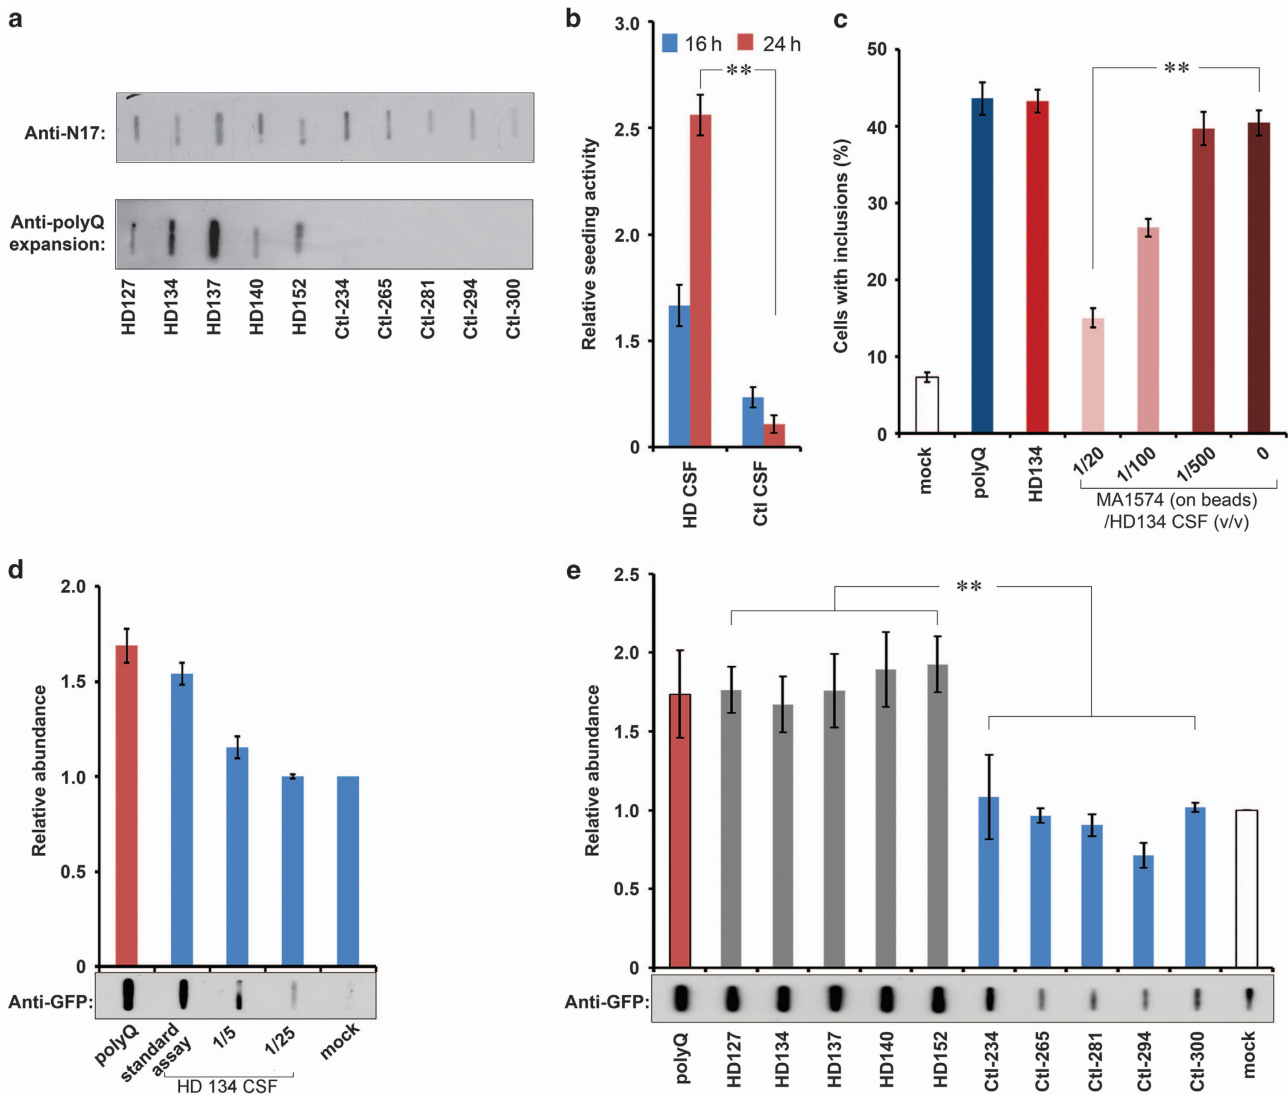 a
Anti-N17:
Anti-polyQ
expansion:
HD127
HD134
HD137
HD140
HD152
Ctl-234
Ctl-265
Ctl-281
Ctl-294
Ctl-300
b
3.0
2.5
2.0
1.5
0
Relative seeding activity
16 h
24 h
**
HD CSF
Ctl CSF
c
50
40
30
20
10
0
Cells with inclusions (%)
**
mock
polyQ
HD134
1/20
1/100
1/500
0
MA1574 (on beads)
/HD134 CSF (v/v)
d
2.0
1.5
1.0
0.5
0
Relative abundance
Anti-GFP:
polyQ
standard
assay
1/5
1/25
mock
HD 134 CSF
e
2.5
2.0
1.5
1.0
0.5
0
Relative abundance
**
Anti-GFP:
polyQ
HD127
HD134
HD137
HD140
HD152
Ctl-234
Ctl-265
Ctl-281
Ctl-294
Ctl-300
mock